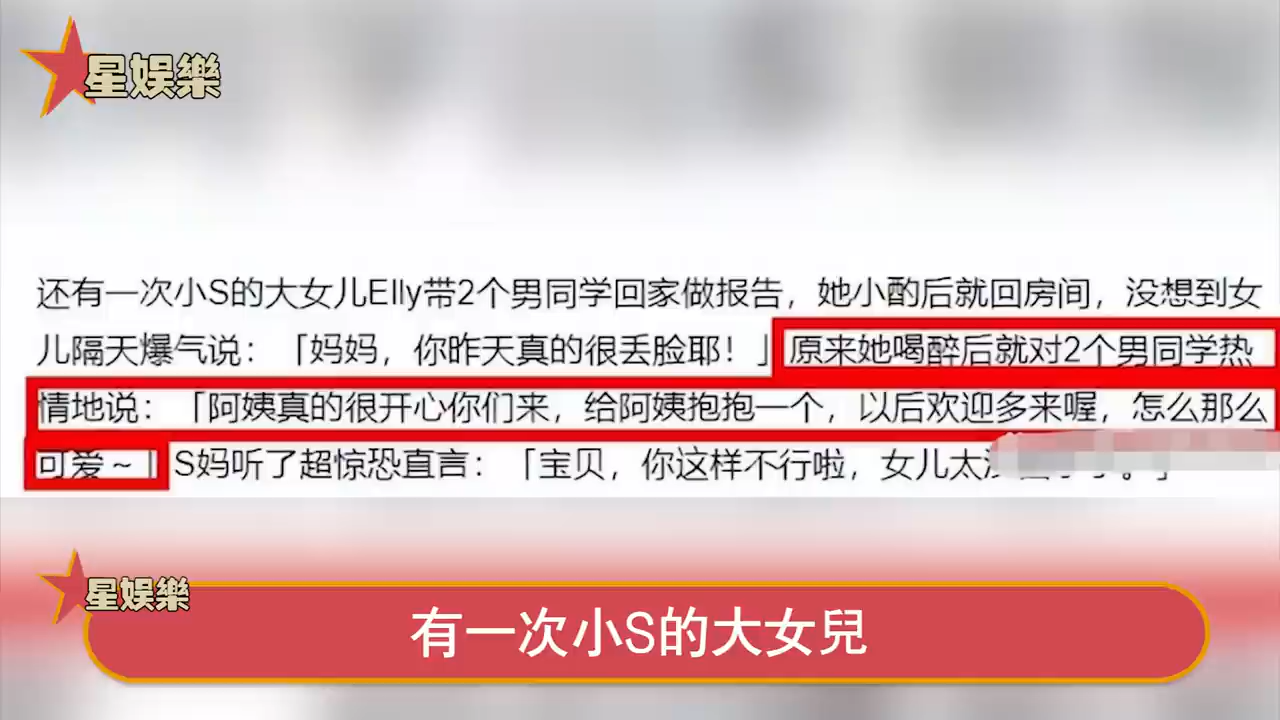 星娱樂
还有一次小S的大女儿Elly带2个男同学回家做报告，她小酌后就回房间，没想到女
儿隔天爆气说：「妈妈，你昨天真的很丢脸耶！」原来她喝醉后就对2个男同学热
情地说：「阿姨真的很开心你们来，给阿姨抱抱一个，以后欢迎多来喔，怎么那么
可爱～」S妈听了超惊恐直言：「宝贝，你这样不行啦，女儿太
星娱樂
有一次小S的大女兒